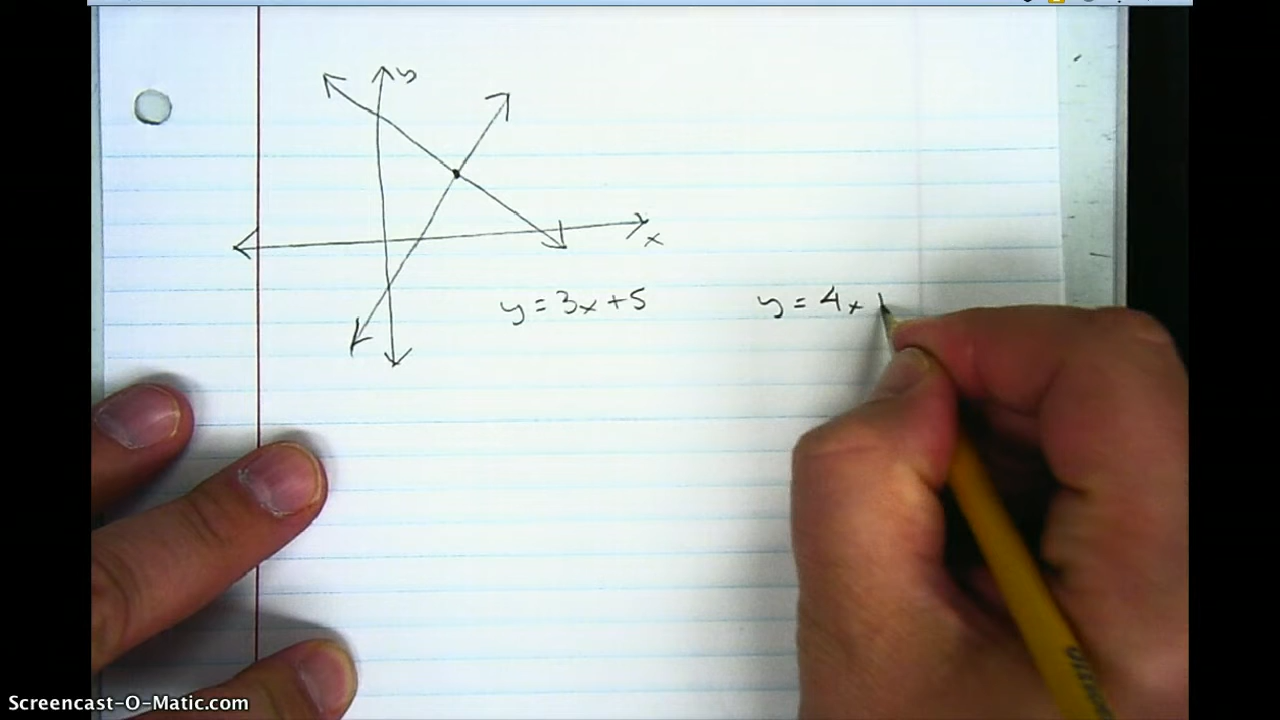 y
x
y = 3x + 5 y = 4x
Screencast-O-Matic.com